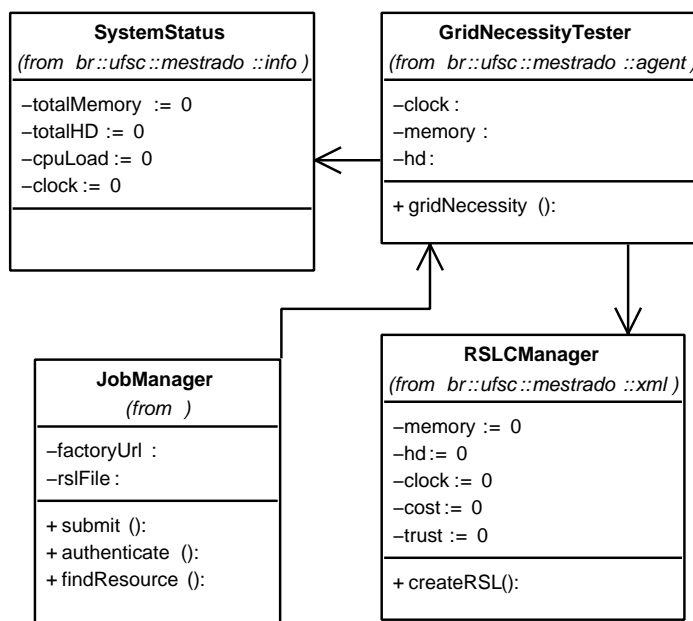 SystemStatus
(from br::ufsc::mestrado ::info )
−totalMemory := 0
−totalHD := 0
−cpuLoad := 0
−clock := 0
GridNecessityTester
(from br::ufsc::mestrado ::agent )
−clock :
−memory :
−hd :
+ gridNecessity ():
JobManager
(from )
−factoryUrl :
−rslFile :
+ submit ():
+ authenticate ():
+ findResource ():
RSLCManager
(from br::ufsc::mestrado ::xml )
−memory := 0
−hd := 0
−clock := 0
−cost := 0
−trust := 0
+ createRSL():